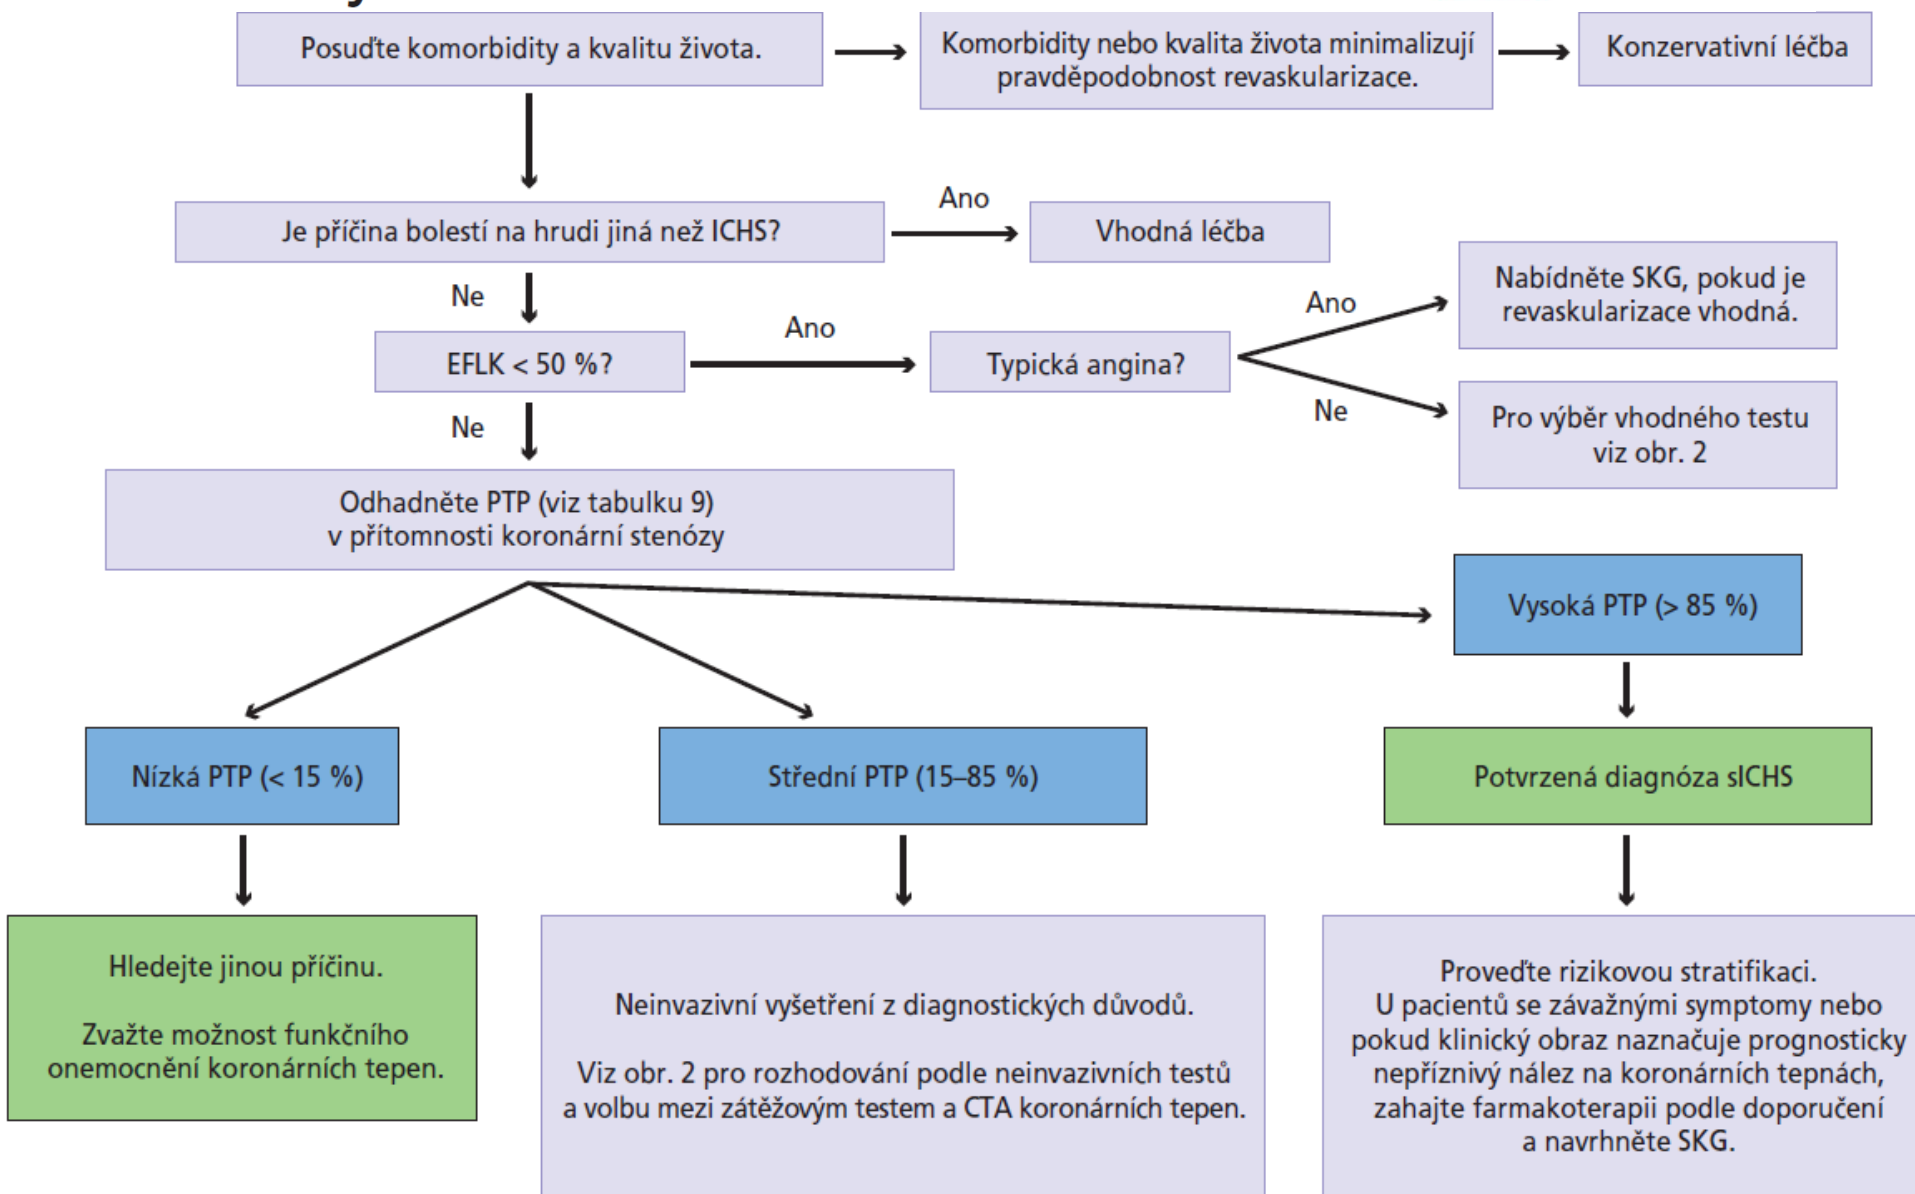 Posuďte komorbidity a kvalitu života.
Komorbidity nebo kvalita života minimalizují
pravděpodobnost revaskularizace.
Konzervativní léčba
Je příčina bolestí na hrudi jiná než ICHS?
Ano
Vhodná léčba
Ne
EFLK < 50 %?
Ano
Typická angina?
Ano
Nabídněte SKG, pokud je
revaskularizace vhodná.
Ne
Pro výběr vhodného testu
viz obr. 2
Ne
Odhadněte PTP (viz tabulku 9)
v přítomnosti koronární stenózy
Vysoká PTP (> 85 %)
Nízká PTP (< 15 %)
Střední PTP (15–85 %)
Potvrzená diagnóza sICHS
Hledejte jinou příčinu.
Zvažte možnost funkčního
onemocnění koronárních tepen.
Neinvazivní vyšetření z diagnostických důvodů.
Viz obr. 2 pro rozhodování podle neinvazivních testů
a volbu mezi zátěžovým testem a CTA koronárních tepen.
Proveďte rizikovou stratifikaci.
U pacientů se závažnými symptomy nebo
pokud klinický obraz naznačuje prognosticky
nepříznivý nález na koronárních tepnách,
zahajte farmakoterapii podle doporučení
a navrhněte SKG.